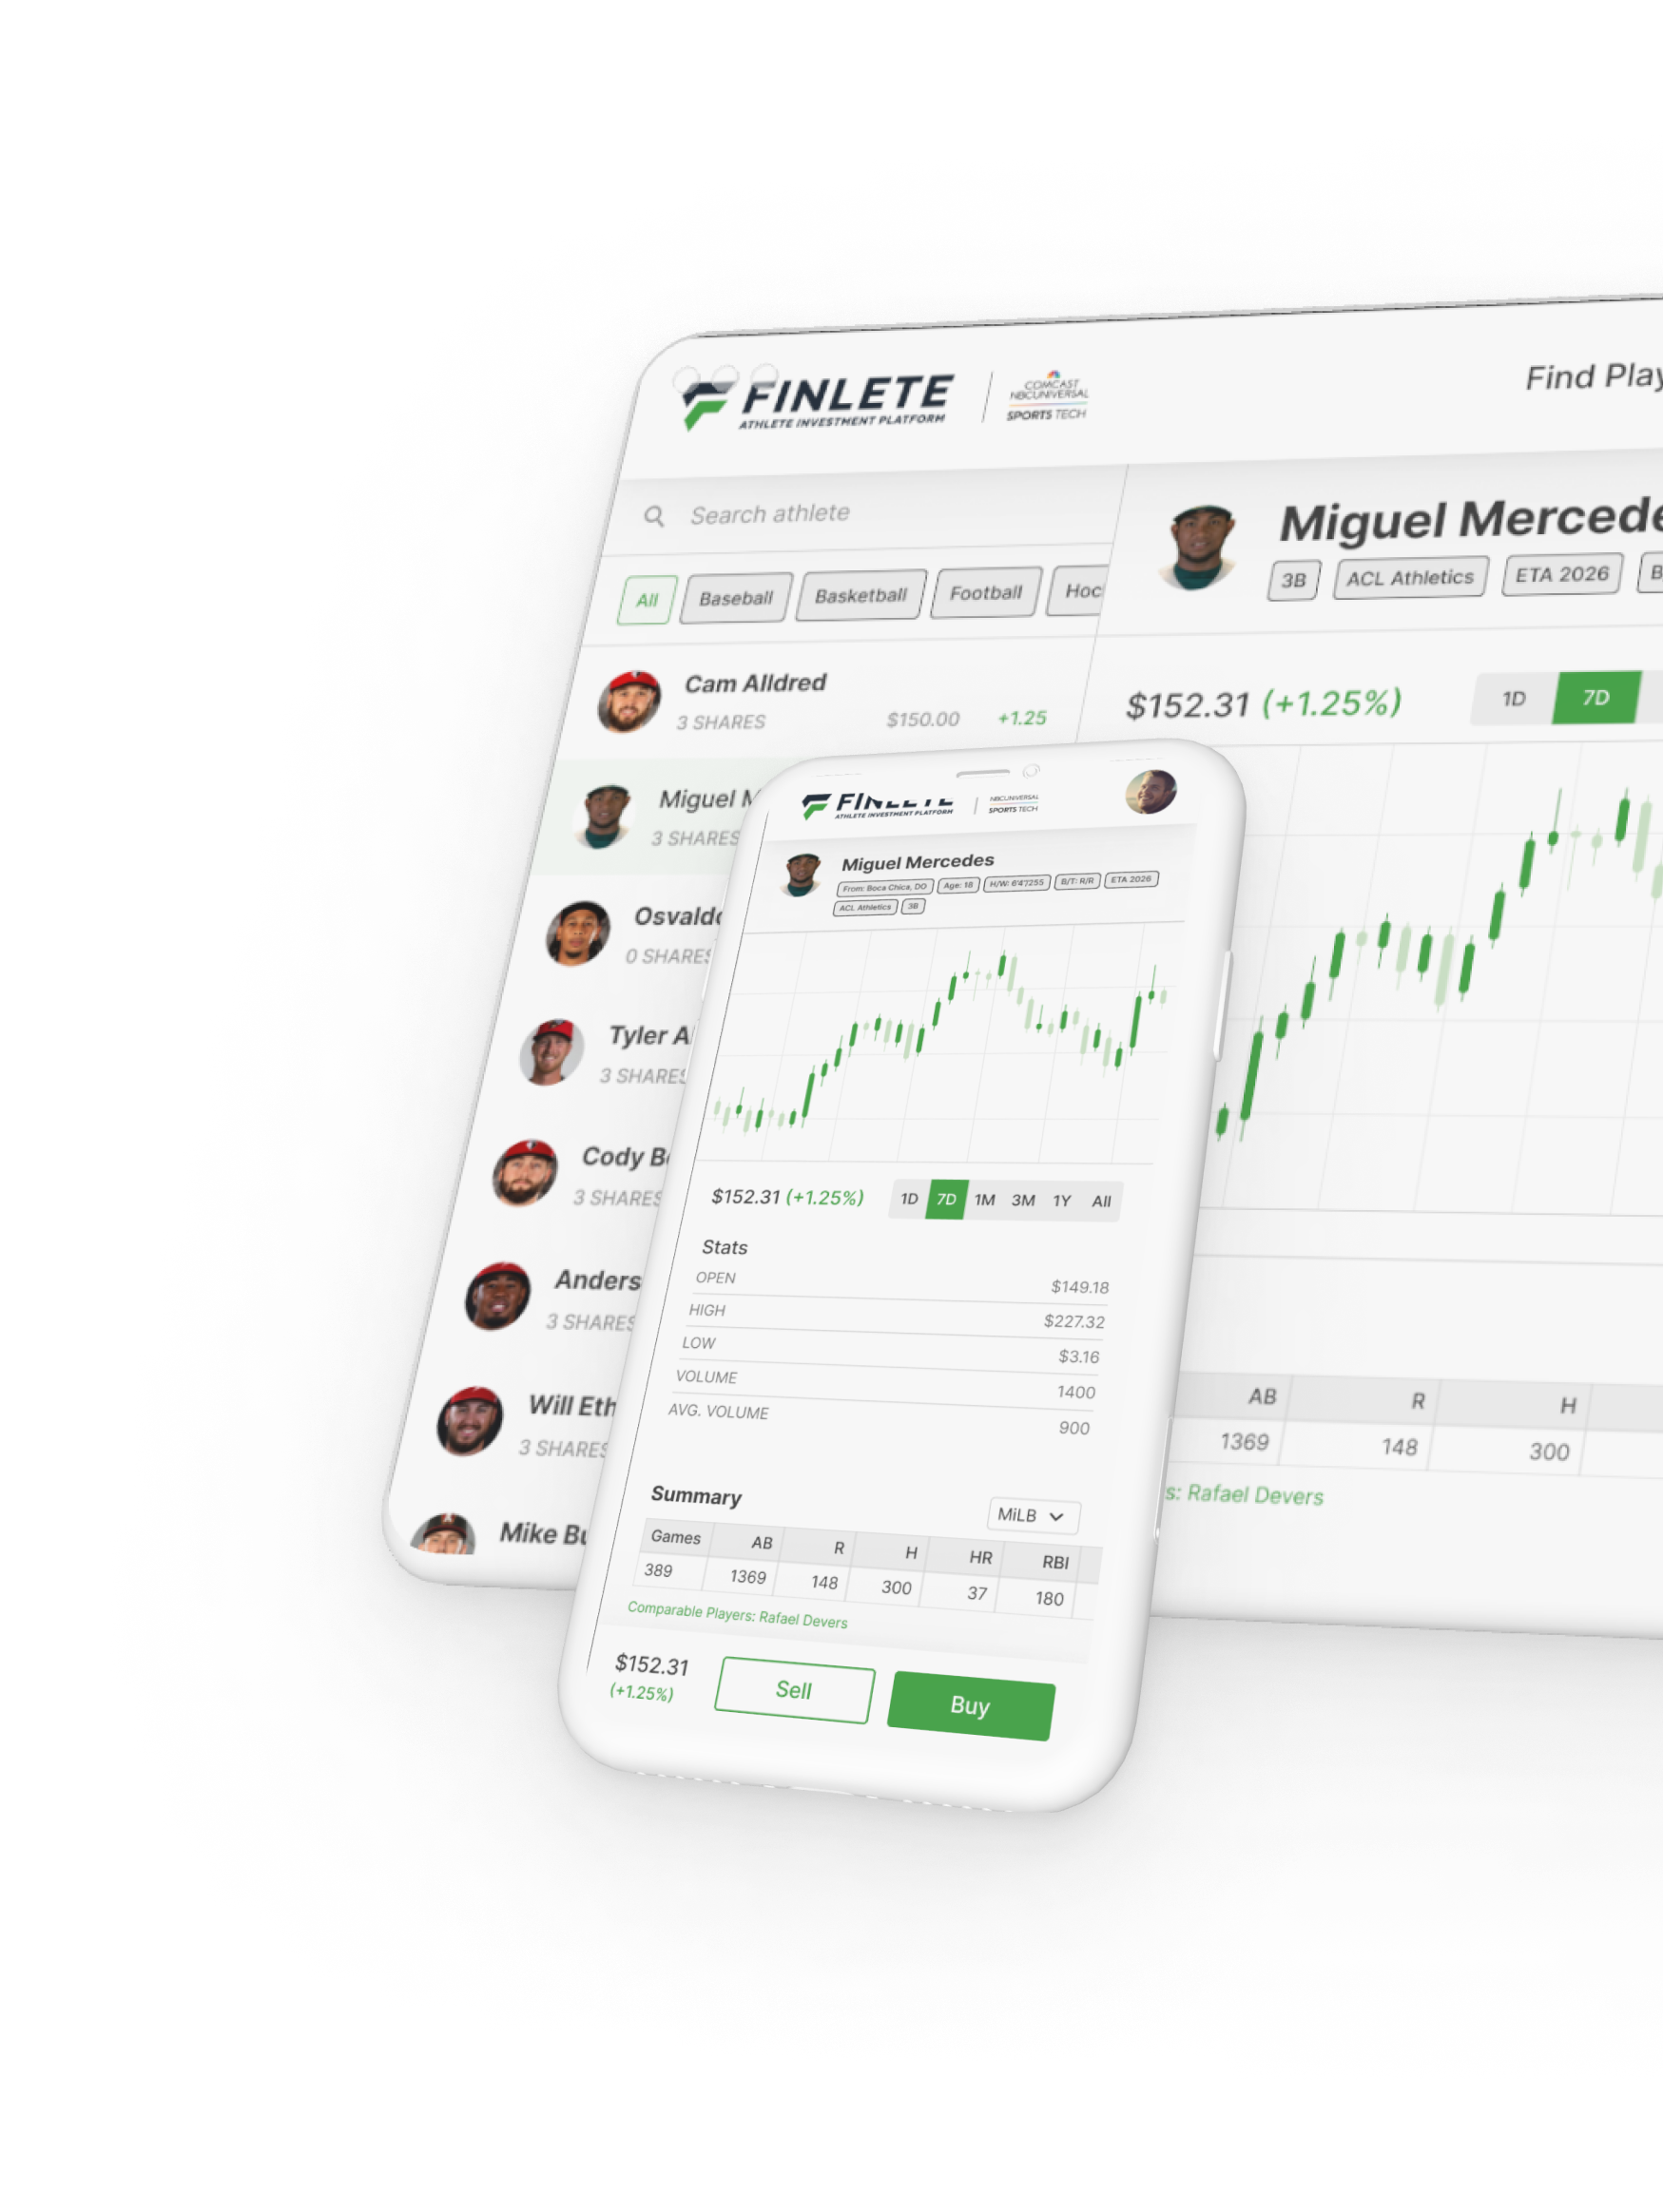 FINLETE
ATHLETE INVESTMENT PLATFORM
COMCAST
NBCUNIVERSAL
SPORTS TECH
Find Play
Search athlete
All Baseball Basketball Football Hoc
Cam Alldred
3 SHARES $150.00 +1.25
Miguel M
3 SHARES
Osvaldo
0 SHARES
Tyler A
3 SHARES
Cody B
3 SHARES
Anders
3 SHARES
Will Eth
3 SHARES
Mike Bu
Miguel Mercede
3B ACL Athletics ETA 2026 B
$152.31 (+1.25%) 1D 7D
AB R H
1369 148 300
s: Rafael Devers
FINLETE
ATHLETE INVESTMENT PLATFORM
NBCUNIVERSAL
SPORTS TECH
Miguel Mercedes
From: Boca Chica, DO Age: 18 H/W: 6'4"/255 B/T: R/R ETA 2026
ACL Athletics 3B
$152.31 (+1.25%) 1D 7D 1M 3M 1Y All
Stats
OPEN $149.18
HIGH $227.32
LOW $3.16
VOLUME 1400
AVG. VOLUME 900
Summary MiLB
Games AB R H HR RBI
389 1369 148 300 37 180
Comparable Players: Rafael Devers
$152.31
(+1.25%)
Sell
Buy